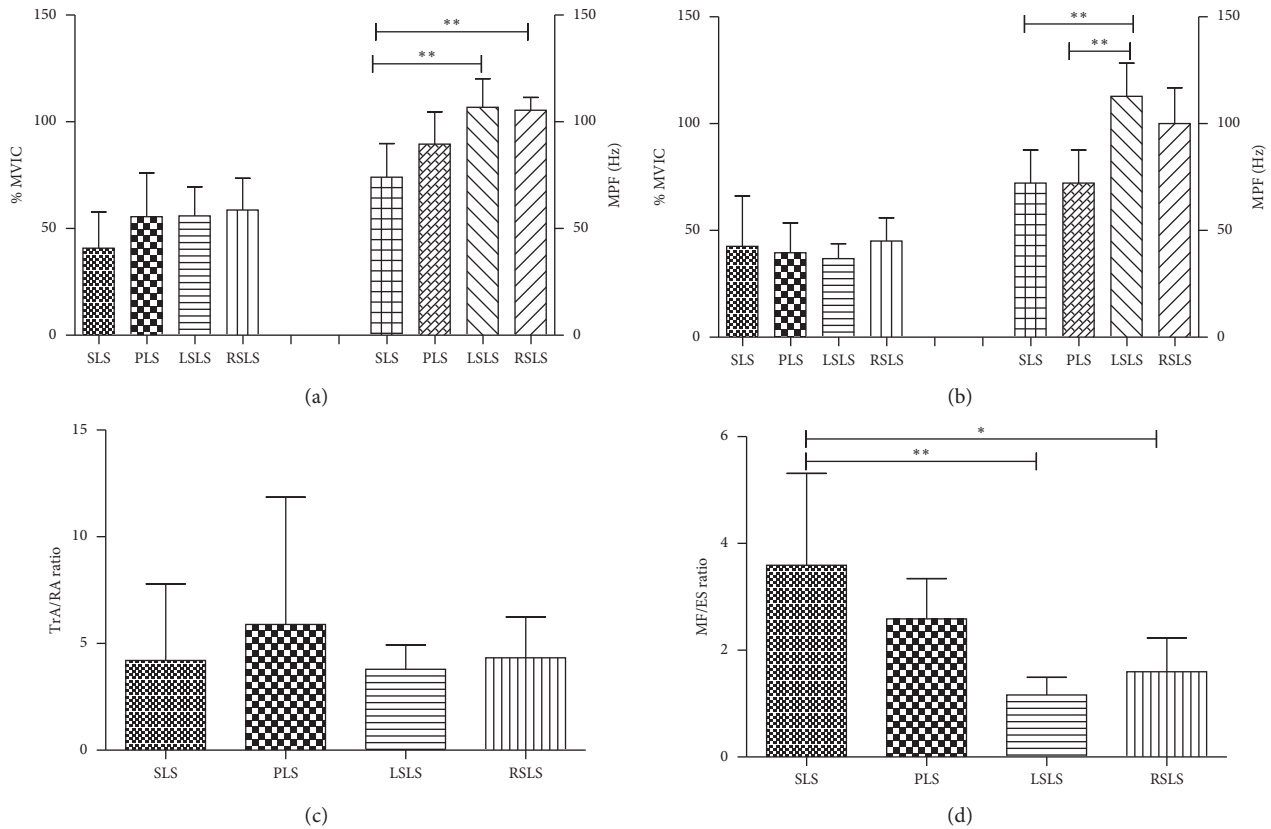 150
100
50
0
% MVIC
**
**
150
100
50
0
MPF (Hz)
SLS PLS LSLS RSLS SLS PLS LSLS RSLS
(a)
150
100
50
0
% MVIC
**
**
150
100
50
0
MPF (Hz)
SLS PLS LSLS RSLS SLS PLS LSLS RSLS
(b)
15
10
5
0
TrA/RA ratio
SLS PLS LSLS RSLS
(c)
6
4
2
0
MF/ES ratio
*
**
SLS PLS LSLS RSLS
(d)